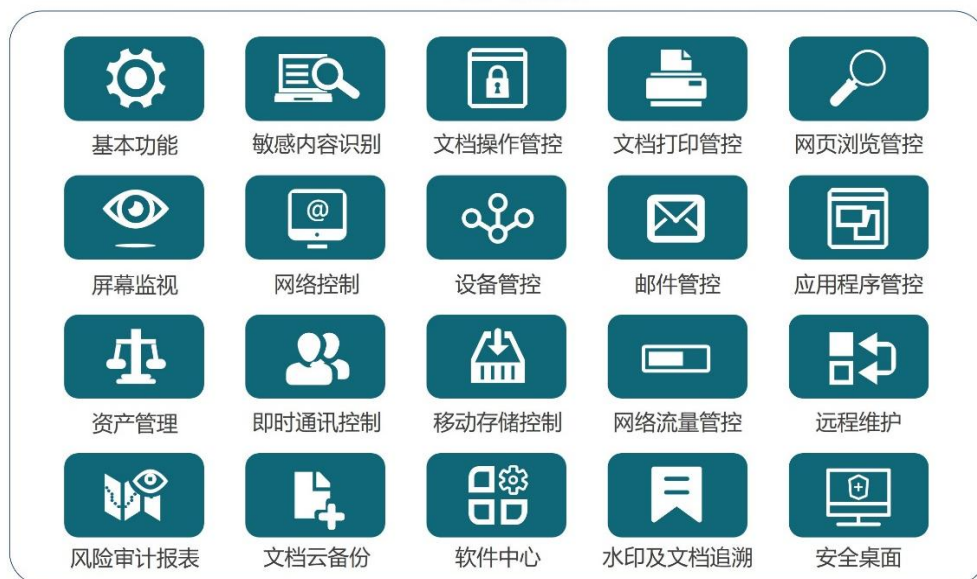 基本功能
敏感内容识别
文档操作管控
文档打印管控
网页浏览管控
屏幕监视
@
网络控制
设备管控
邮件管控
应用程序管控
资产管理
即时通讯控制
移动存储控制
网络流量管控
远程维护
风险审计报表
文档云备份
软件中心
水印及文档追溯
安全桌面